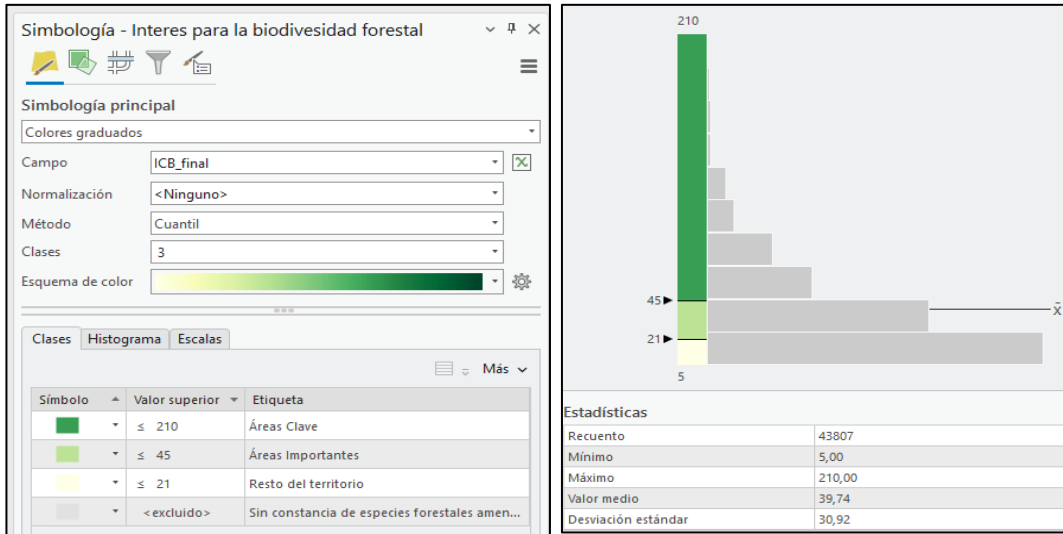 Simbología - Interes para la biodivesidad forestal
Simbología principal
Colores graduados
Campo ICB_final
Normalización <Ninguno>
Método Cuantil
Clases 3
Esquema de color
Clases Histograma Escalas
Más
Símbolo Valor superior Etiqueta
≤ 210 Áreas Clave
≤ 45 Áreas Importantes
≤ 21 Resto del territorio
<excluido> Sin constancia de especies forestales amen...
210
45
x̄
21
5
Estadísticas
Recuento 43807
Mínimo 5,00
Máximo 210,00
Valor medio 39,74
Desviación estándar 30,92